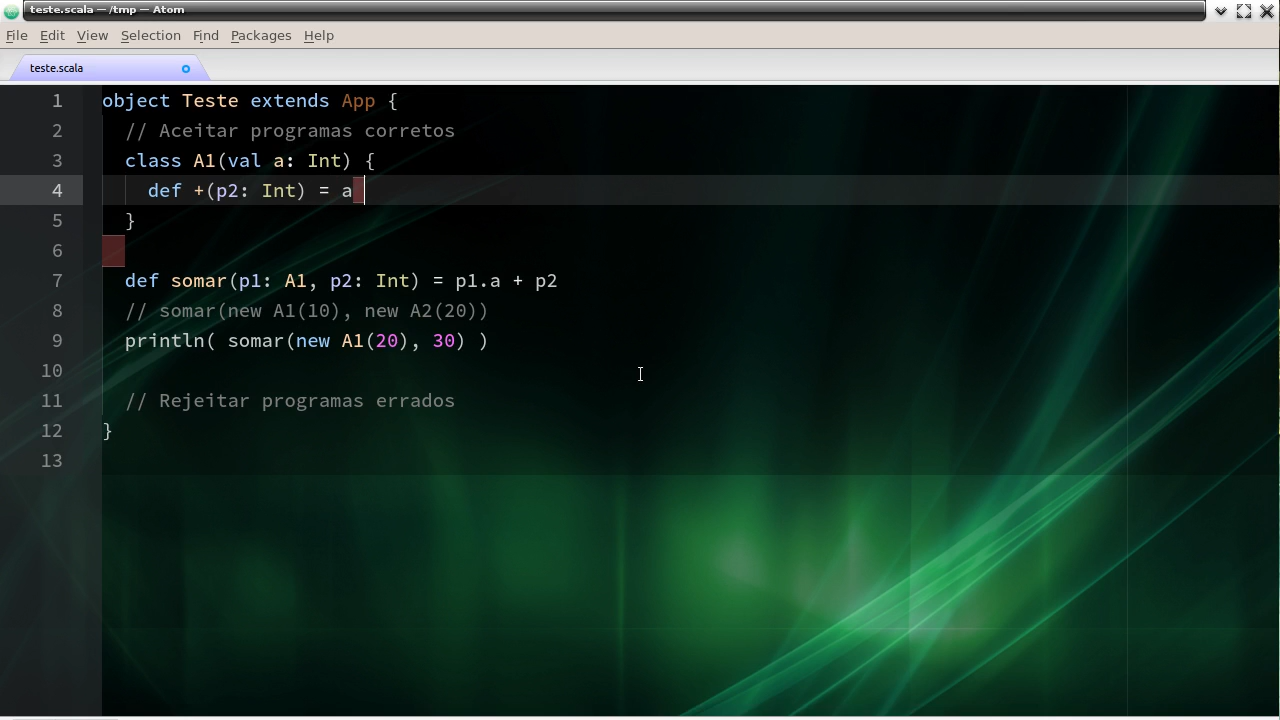 teste.scala — /tmp — Atom
File Edit View Selection Find Packages Help
teste.scala
1 object Teste extends App {
2 // Aceitar programas corretos
3 class A1(val a: Int) {
4 def +(p2: Int) = a
5 }
6
7 def somar(p1: A1, p2: Int) = p1.a + p2
8 // somar(new A1(10), new A2(20))
9 println( somar(new A1(20), 30) )
10
11 // Rejeitar programas errados
12 }
13